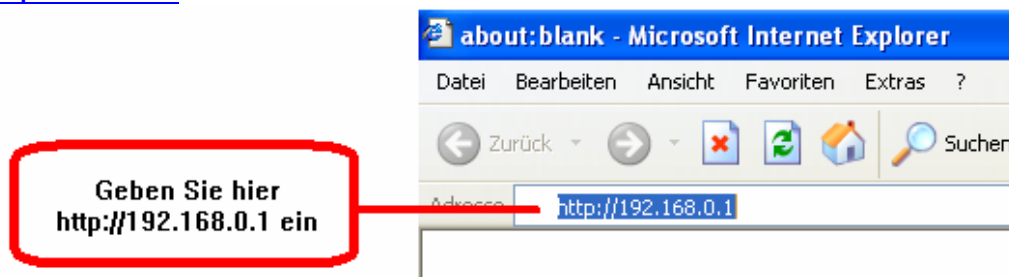 about:blank - Microsoft Internet Explorer
Datei Bearbeiten Ansicht Favoriten Extras ?
Zurück Suchen
Geben Sie hier
http://192.168.0.1 ein
Adresse http://192.168.0.1